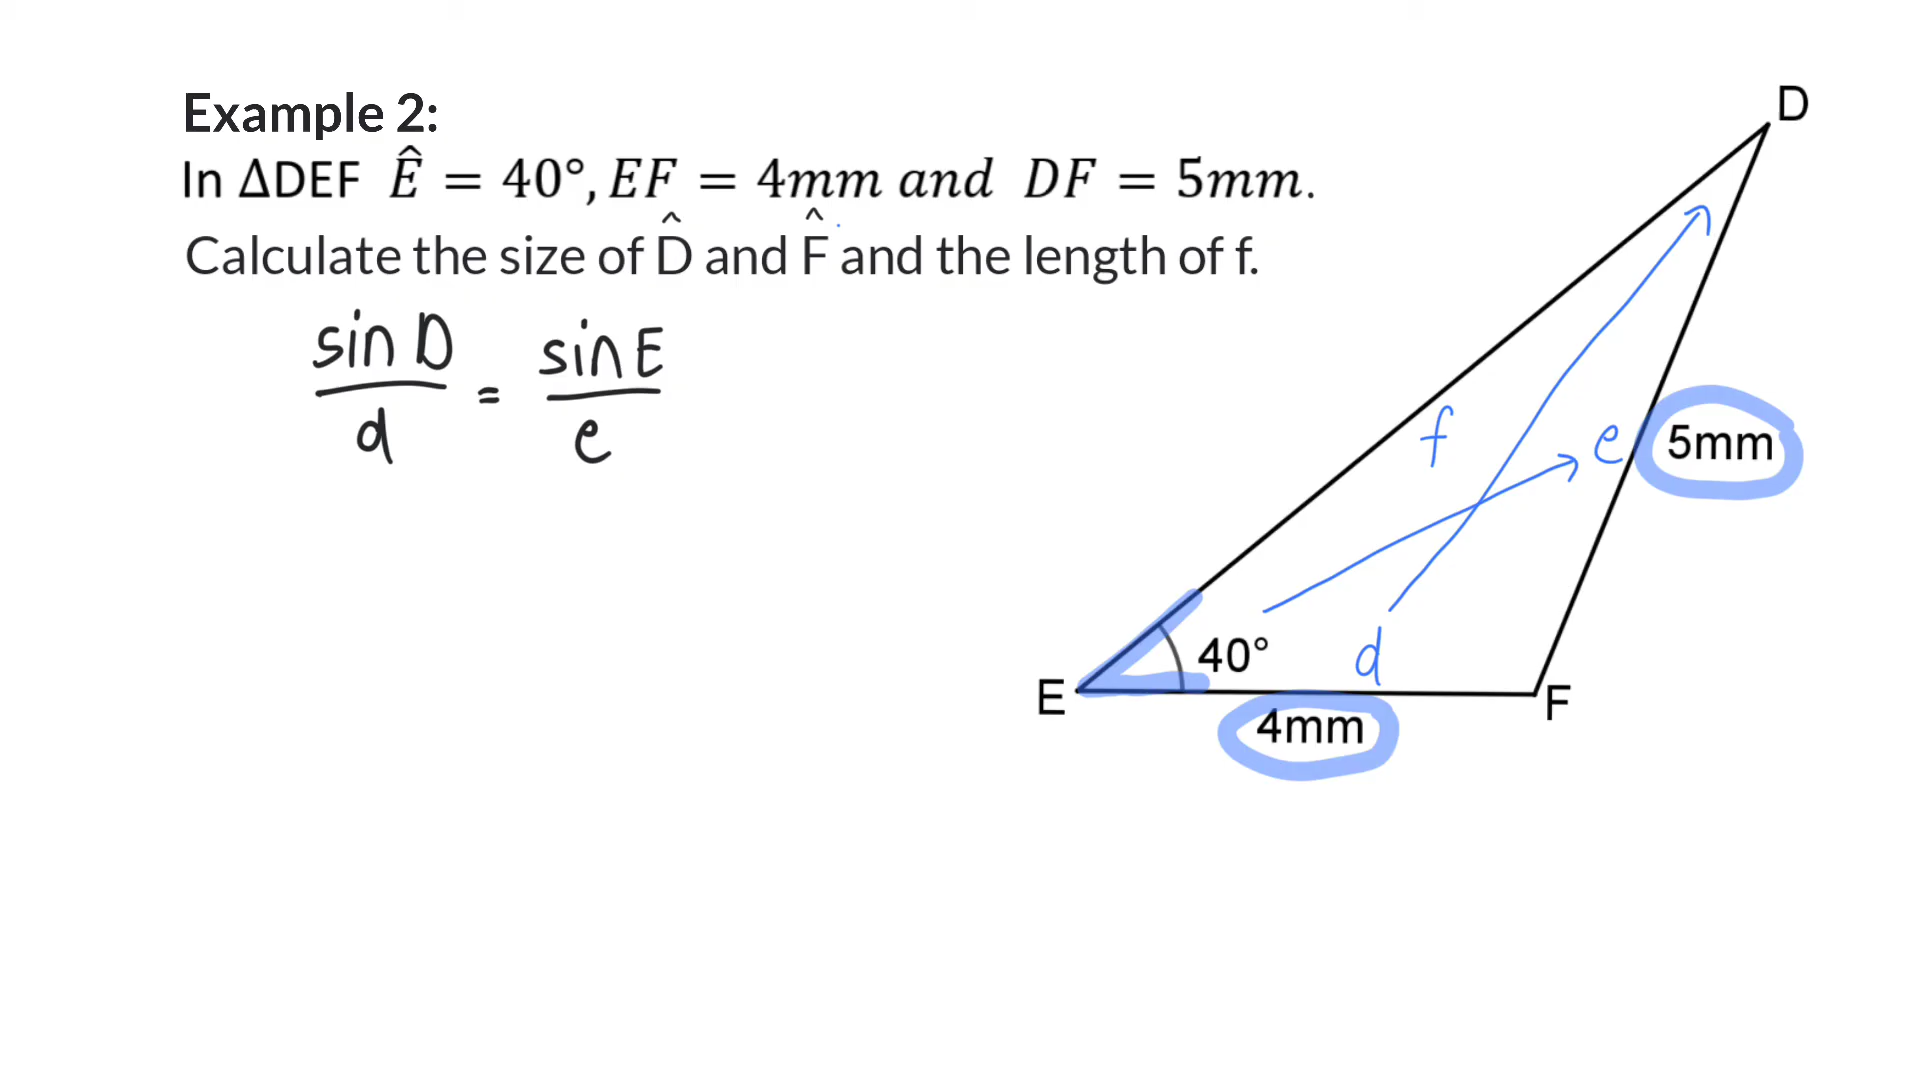 Example 2:
In ΔDEF Ê = 40°, EF = 4mm and DF = 5mm.
Calculate the size of D̂ and F̂ and the length of f.
sin D / d = sin E / e
D
f
e
5mm
40°
d
E
F
4mm